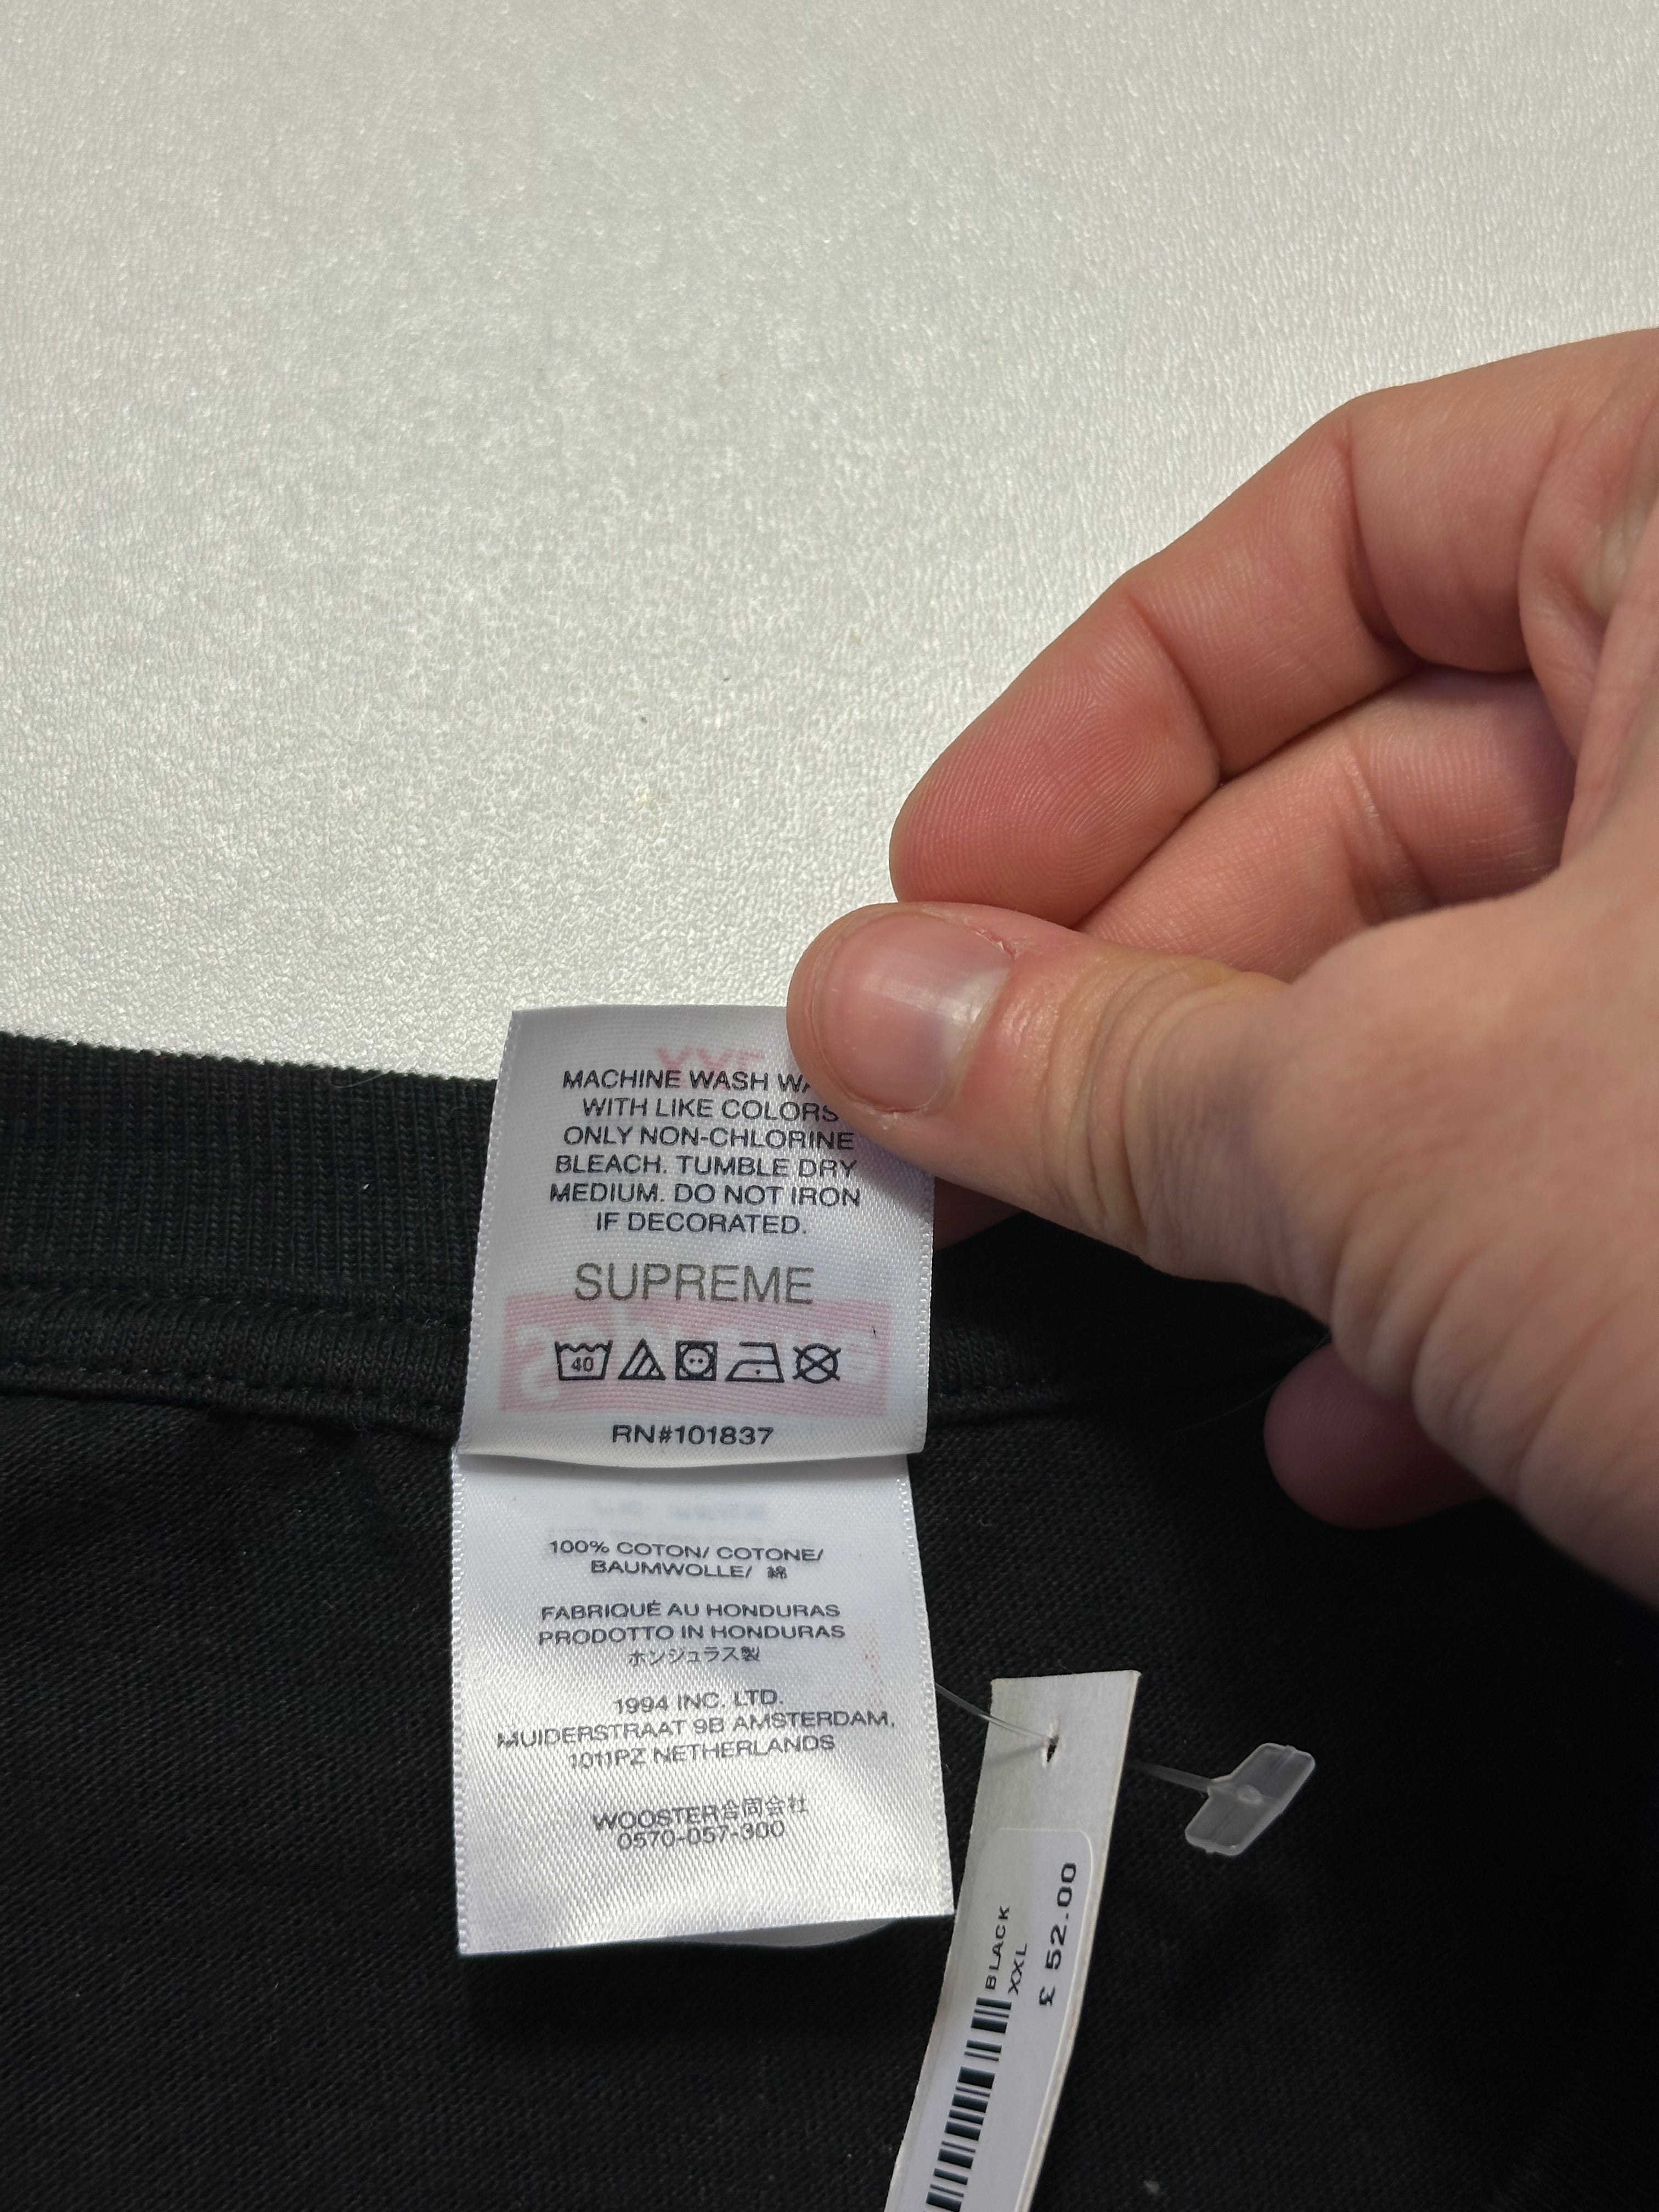 MACHINE WASH
WITH LIKE COLORS
ONLY NON-CHLORINE
BLEACH. TUMBLE DRY
MEDIUM. DO NOT IRON
IF DECORATED.
SUPREME
40
RN#101837
100% COTON/ COTONE/
BAUMWOLLE/ 綿
FABRIQUÉ AU HONDURAS
PRODOTTO IN HONDURAS
ホンジュラス製
1994 INC. LTD.
MUIDERSTRAAT 9B AMSTERDAM,
1011PZ NETHERLANDS
WOOSTER合同会社
0570-057-300
BLACK
XXL
£ 52.00